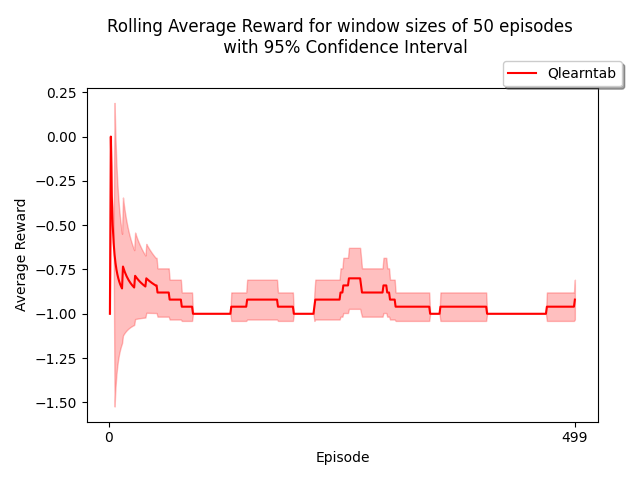 Rolling Average Reward for window sizes of 50 episodes
with 95% Confidence Interval
Qlearntab
0.25
0.00
−0.25
−0.50
−0.75
−1.00
−1.25
−1.50
Average Reward
0
499
Episode